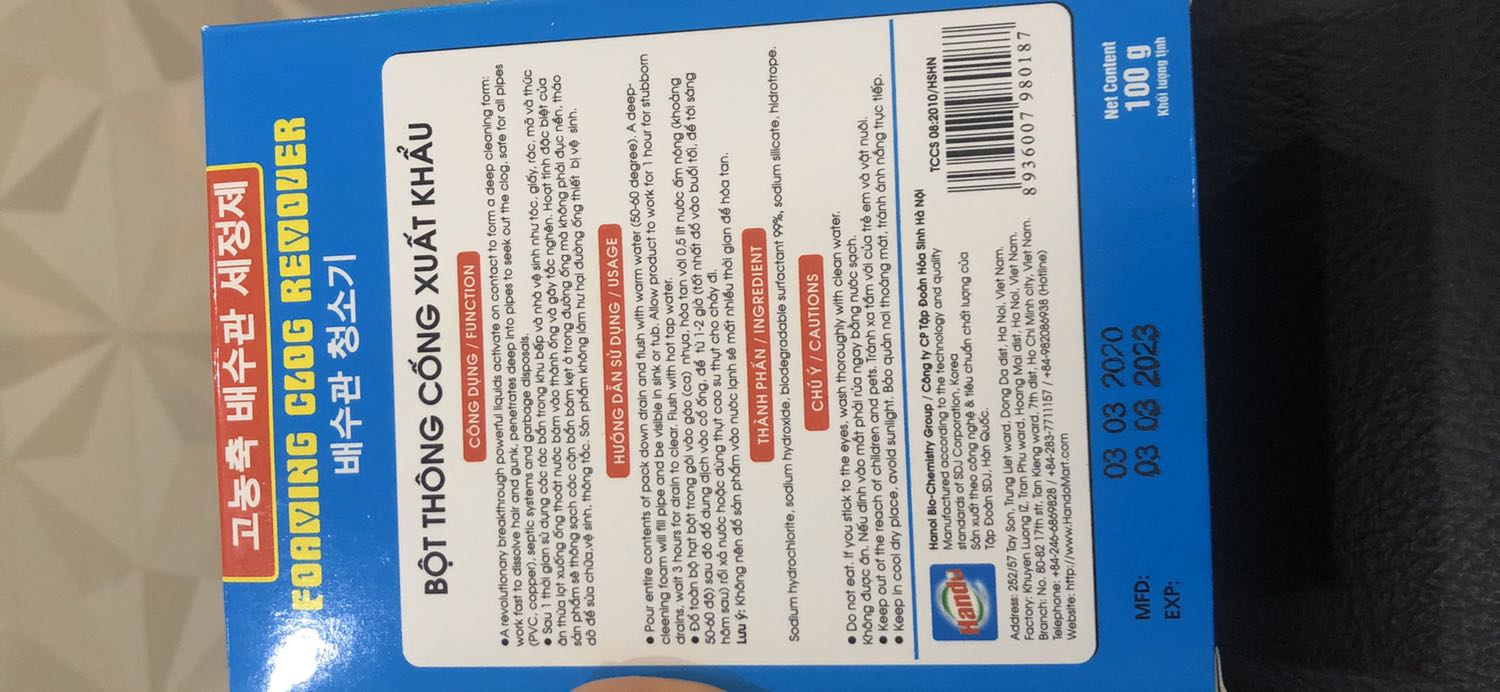 고농축 배수관 세정제
FOAMING CLOG REMOVER
배수관 청소기
BỘT THÔNG CỐNG XUẤT KHẨU
CÔNG DỤNG / FUNCTION
● A revolutionary breakthrough powerful liquids activate on contact to form a deep cleaning form:
work fast to dissolve hair and gunk, penetrates deep into pipes to seek out the clog, safe for all pipes
(PVC, copper), septic systems and garbage disposals.
● Sau 1 thời gian sử dụng các rác bẩn trong khu bếp và nhà vệ sinh như tóc, giấy, rác, mỡ và thức
ăn thừa lọt xuống ống thoát nước bám vào thành ống và gây tắc nghẽn. Hoạt tính đặc biệt của
sản phẩm sẽ thông sạch các cặn bẩn bám kẹt ở trong đường ống mà không phải đục nền, tháo
dỡ để sửa chữa,vệ sinh, thông tắc. Sản phẩm không làm hư hại đường ống thiết bị vệ sinh.
HƯỚNG DẪN SỬ DỤNG / USAGE
● Pour entire contents of pack down drain and flush with warm water (50-60 degree). A deep-
cleening foam will fill pipe and be visible in sink or tub. Allow product to work for 1 hour for stubborn
drains, wait 3 hours for drain to clear. Flush with hot tap water.
● Đổ toàn bộ hạt bột trong gói vào gáo (ca) nhựa, hòa tan với 0,5 lít nước ấm nóng (khoảng
50-60 độ) sau đó đổ dung dịch vào cổ ống, để từ 1-2 giờ (tốt nhất đổ vào buổi tối, để tới sáng
hôm sau) rồi xả nước hoặc dùng thụt cao su thụt cho chảy đi.
Lưu ý: Không nên đổ sản phẩm vào nước lạnh sẽ mất nhiều thời gian để hòa tan.
THÀNH PHẦN / INGREDIENT
Sodium hydrochlorite, sodium hydroxide, biodegradable surfactant 99%, sodium silicate, hidrotrope.
CHÚ Ý / CAUTIONS
● Do not eat. If you stick to the eyes, wash thoroughly with clean water.
Không được ăn. Nếu dính vào mắt phải rửa ngay bằng nước sạch.
● Keep out of the reach of children and pets. Tránh xa tầm với của trẻ em và vật nuôi.
● Keep in cool dry place, avoid sunlight. Bảo quản nơi thoáng mát, tránh ánh nắng trực tiếp.
Hando
Hanoi Bio-Chemistry Group / Công ty CP Tập Đoàn Hóa Sinh Hà Nội
Manufactured according to the technology and quality
standards of SDJ Corporation, Korea
Sản xuất theo công nghệ & tiêu chuẩn chất lượng của
Tập Đoàn SDJ, Hàn Quốc.
TCCS 08:2010/HSHN
8 936007 980187
Address: 252/57 Tay Son, Trung Liet ward, Dong Da dist, Ha Noi, Viet Nam.
Factory: Khuyen Luong IZ, Tran Phu ward, Hoang Mai dist, Ha Noi, Viet Nam.
Branch: No. 80-82 17th str, Tan Kieng ward, 7th dist, Ho Chi Minh city, Viet Nam.
Telephone: +84-246-6869828 / +84-283-7711157 / +84-982086938 (Hotline)
Website: http://www.HandoMart.com
MFD: 03 03 2020
EXP: 03 03 2023
Net Content
100 g
Khối lượng tịnh